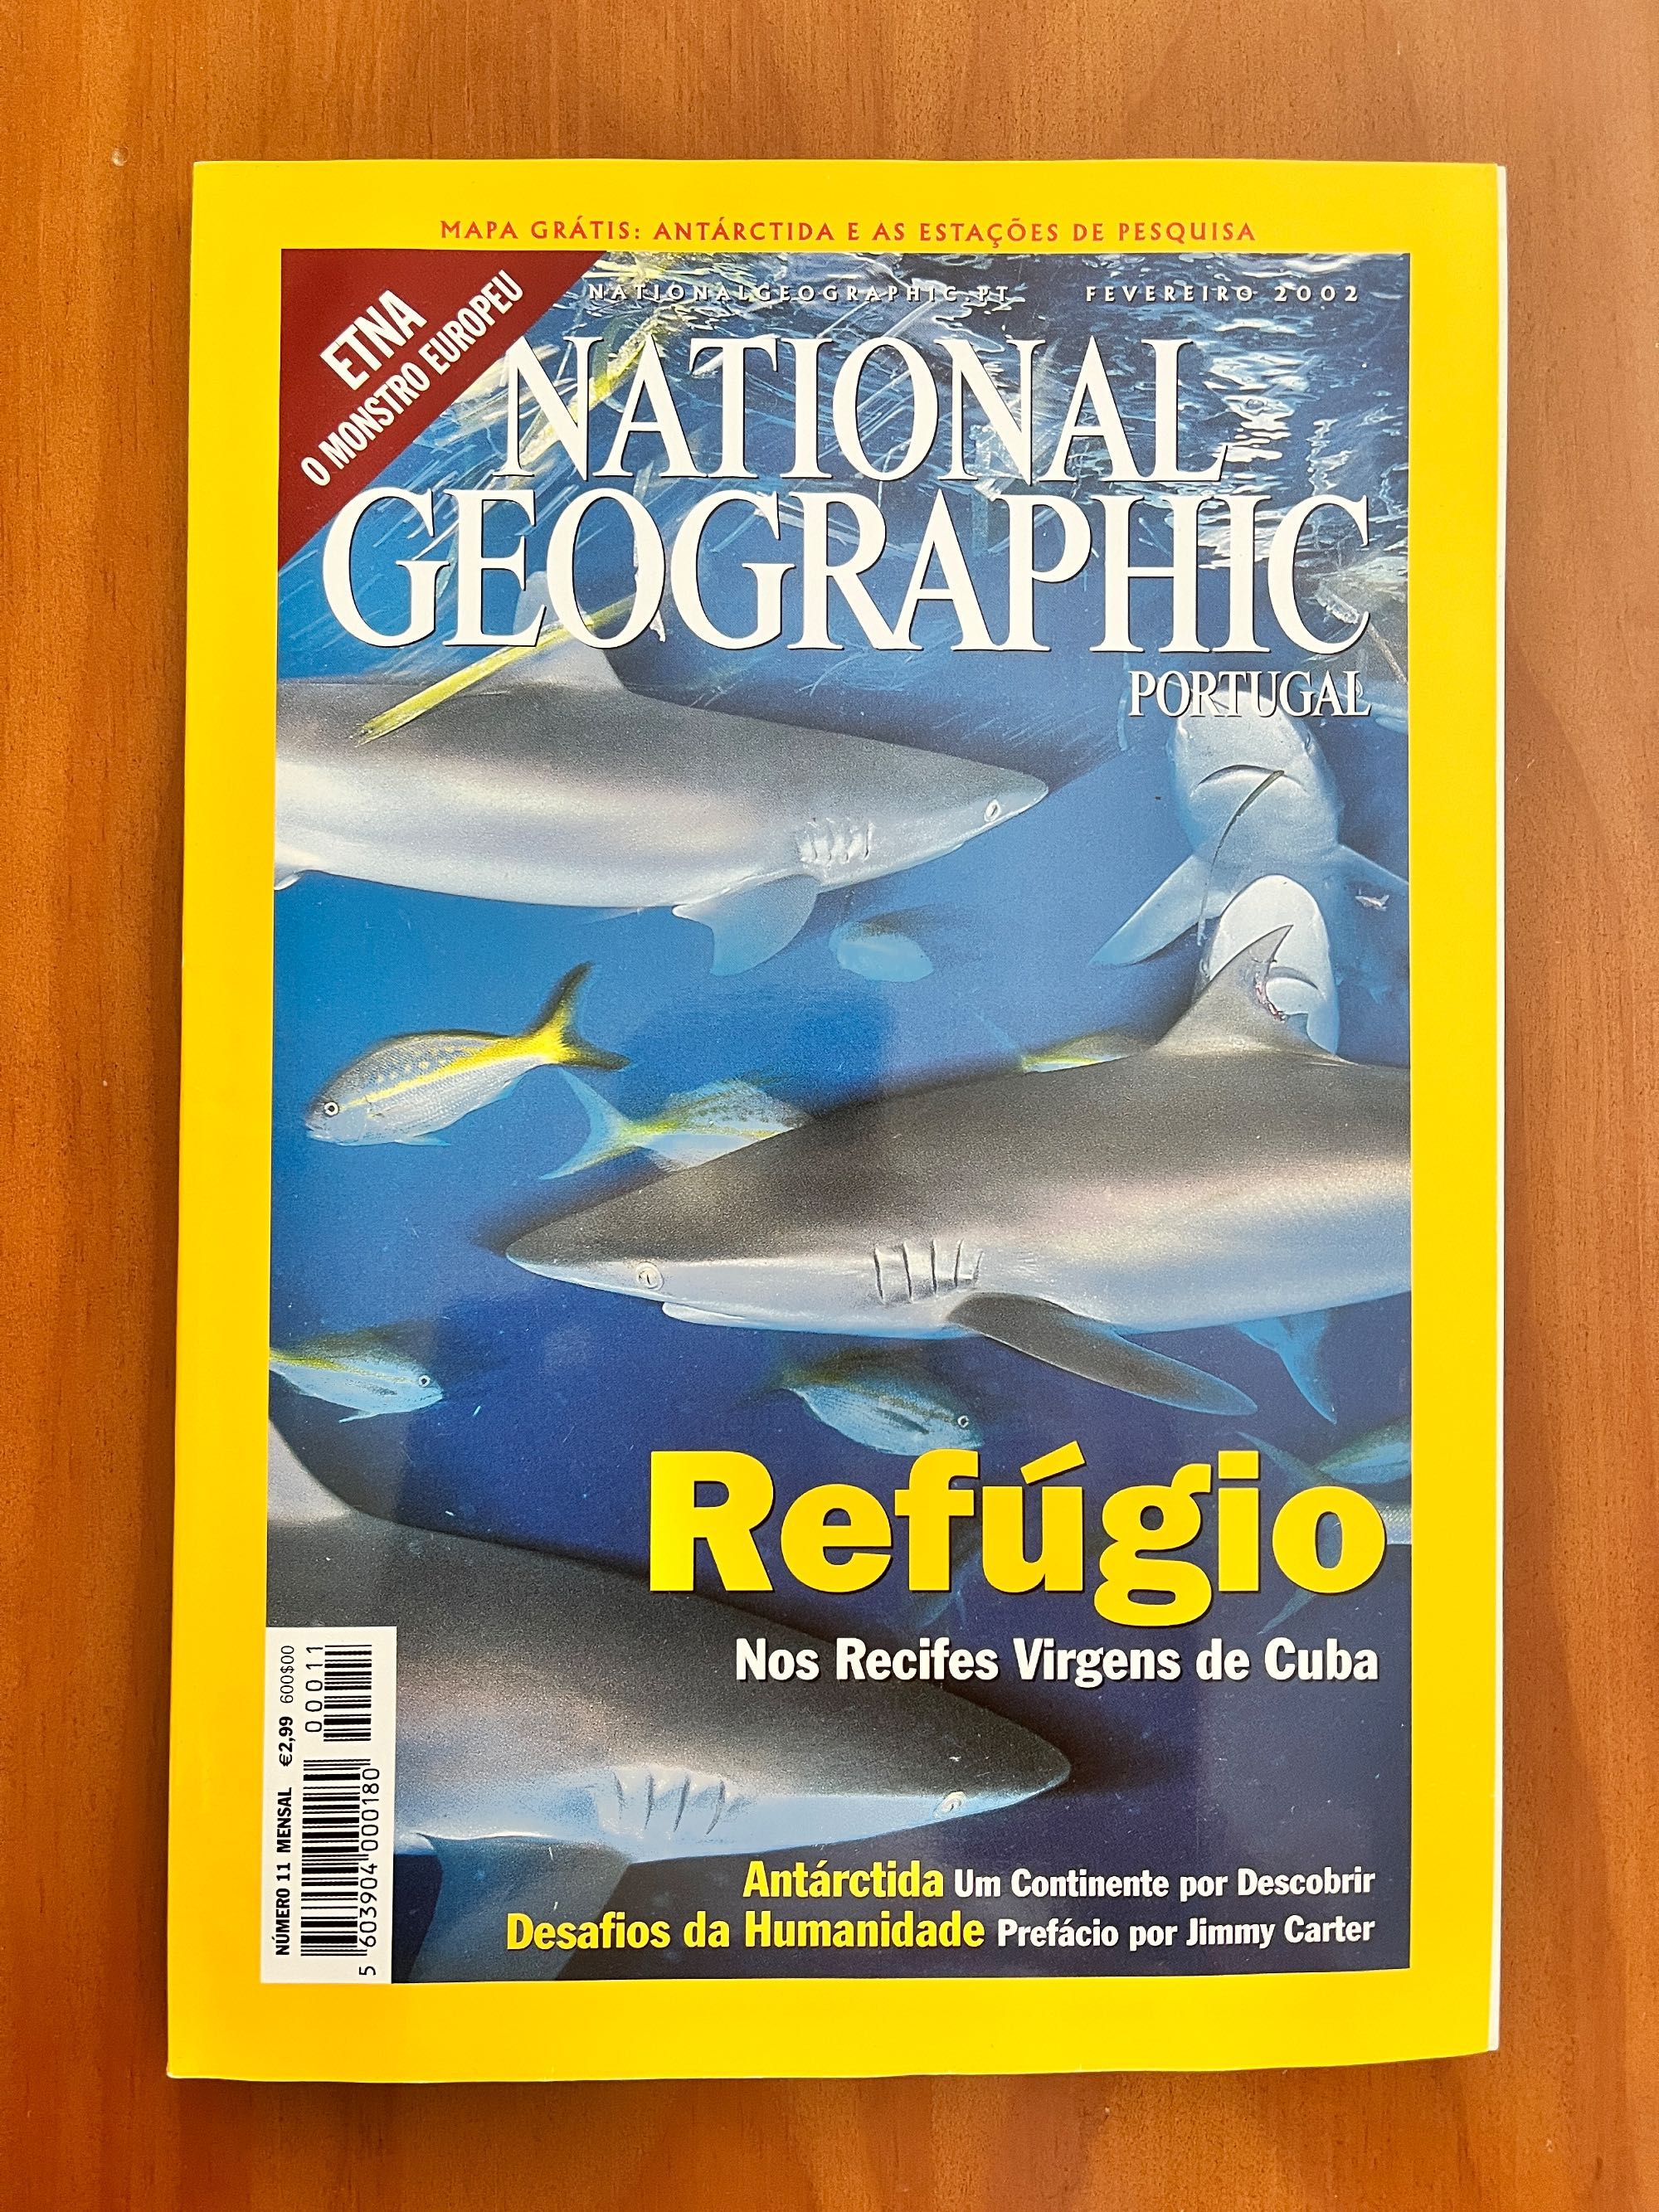 MAPA GRÁTIS: ANTÁRCTIDA E AS ESTAÇÕES DE PESQUISA
ETNA
O MONSTRO EUROPEU
NATIONALGEOGRAPHIC.PT FEVEREIRO 2002
NATIONAL
GEOGRAPHIC
PORTUGAL
Refúgio
Nos Recifes Virgens de Cuba
Antárctida Um Continente por Descobrir
Desafios da Humanidade Prefácio por Jimmy Carter
NÚMERO 11 MENSAL €2,99 600$00
00011
5 603904 000180